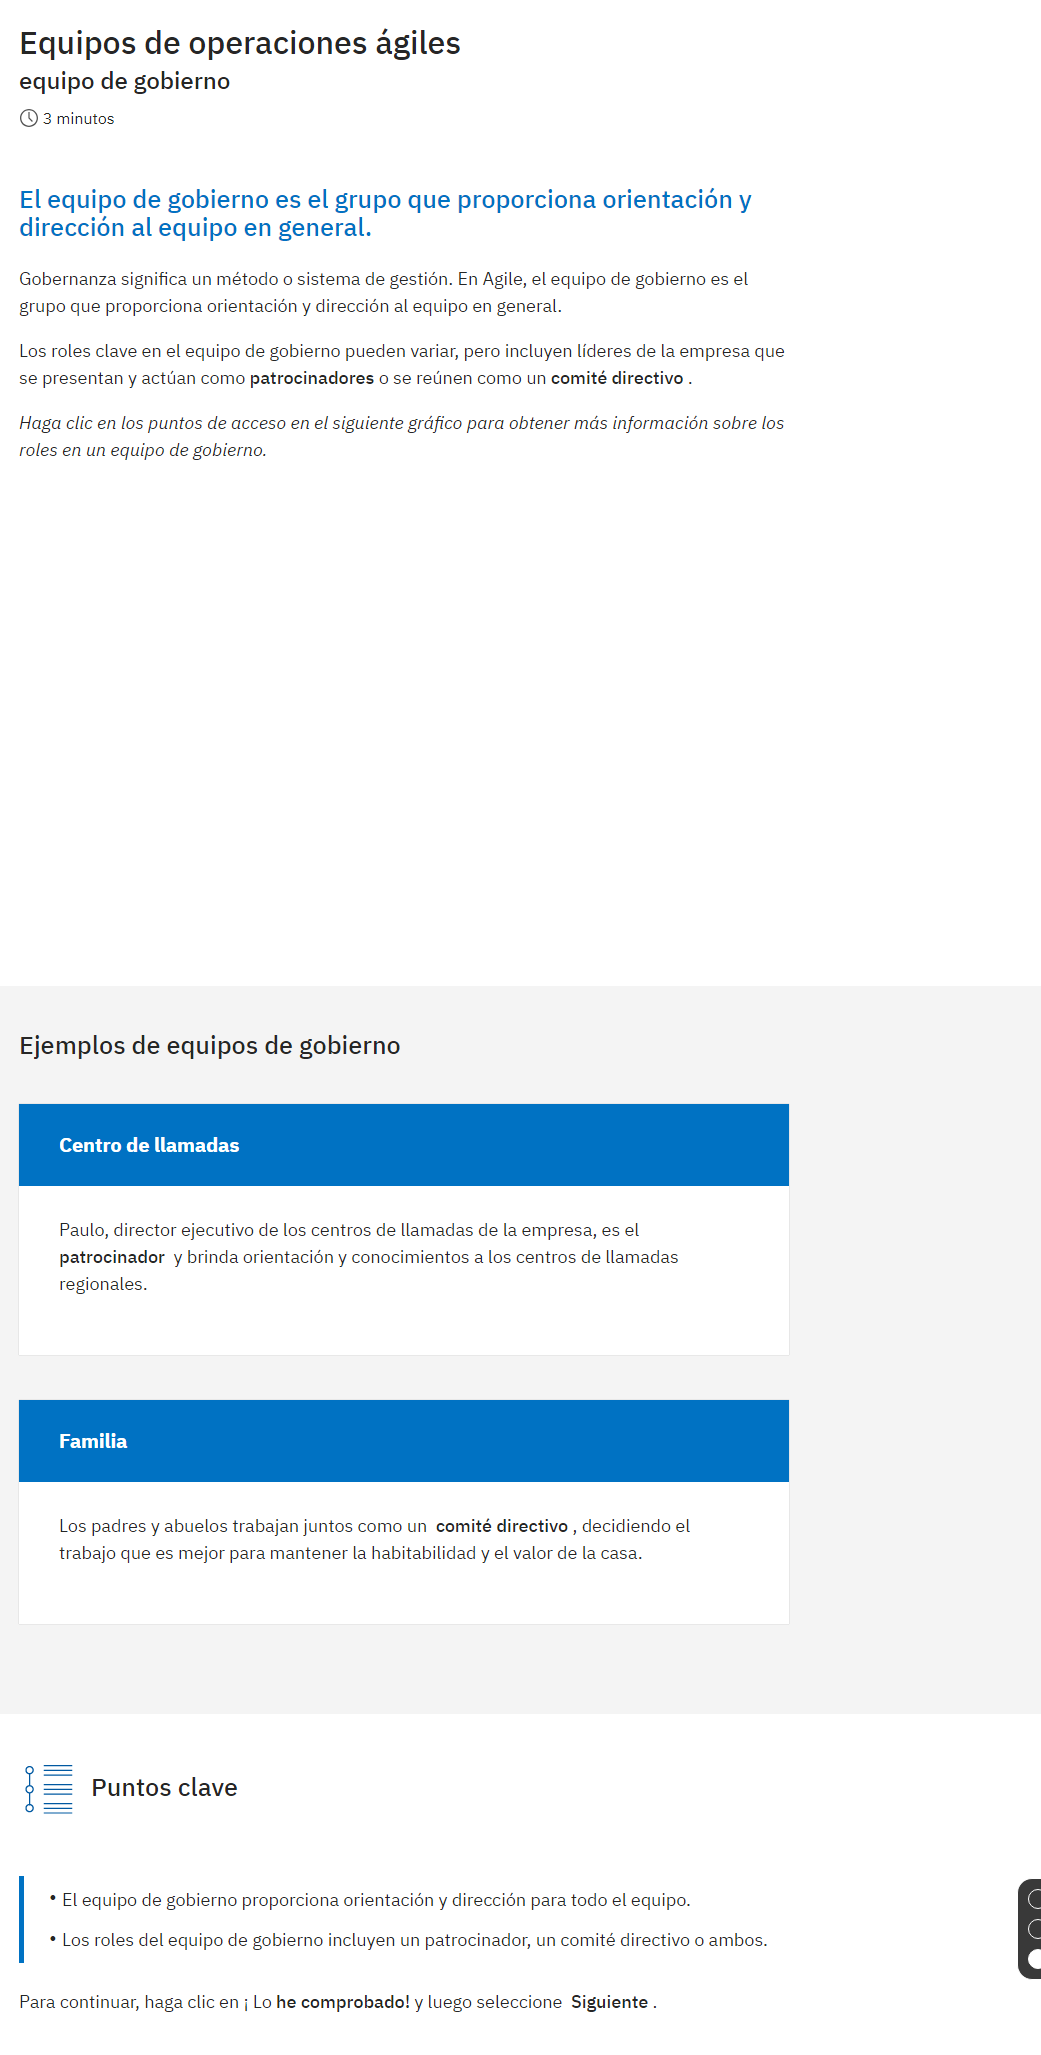 Equipos de operaciones ágiles
equipo de gobierno
3 minutos
El equipo de gobierno es el grupo que proporciona orientación y
dirección al equipo en general.
Gobernanza significa un método o sistema de gestión. En Agile, el equipo de gobierno es el
grupo que proporciona orientación y dirección al equipo en general.
Los roles clave en el equipo de gobierno pueden variar, pero incluyen líderes de la empresa que
se presentan y actúan como patrocinadores o se reúnen como un comité directivo .
Haga clic en los puntos de acceso en el siguiente gráfico para obtener más información sobre los
roles en un equipo de gobierno.
Ejemplos de equipos de gobierno
Centro de llamadas
Paulo, director ejecutivo de los centros de llamadas de la empresa, es el
patrocinador y brinda orientación y conocimientos a los centros de llamadas
regionales.
Familia
Los padres y abuelos trabajan juntos como un comité directivo , decidiendo el
trabajo que es mejor para mantener la habitabilidad y el valor de la casa.
Puntos clave
• El equipo de gobierno proporciona orientación y dirección para todo el equipo.
• Los roles del equipo de gobierno incluyen un patrocinador, un comité directivo o ambos.
Para continuar, haga clic en ¡ Lo he comprobado! y luego seleccione Siguiente .